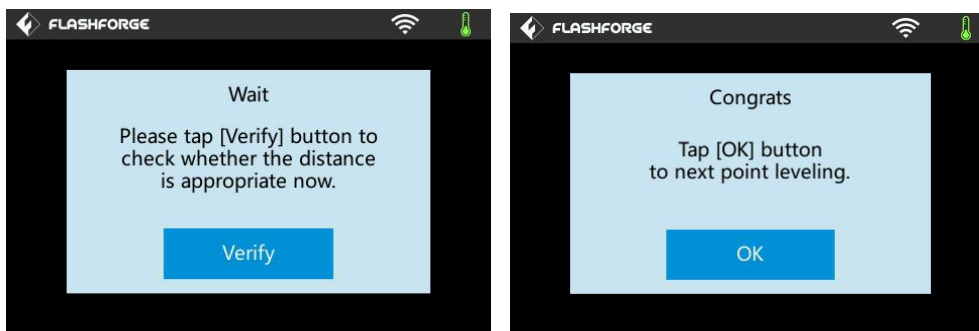 FLASHFORGE
Wait
Please tap [Verify] button to
check whether the distance
is appropriate now.
Verify
FLASHFORGE
Congrats
Tap [OK] button
to next point leveling.
OK